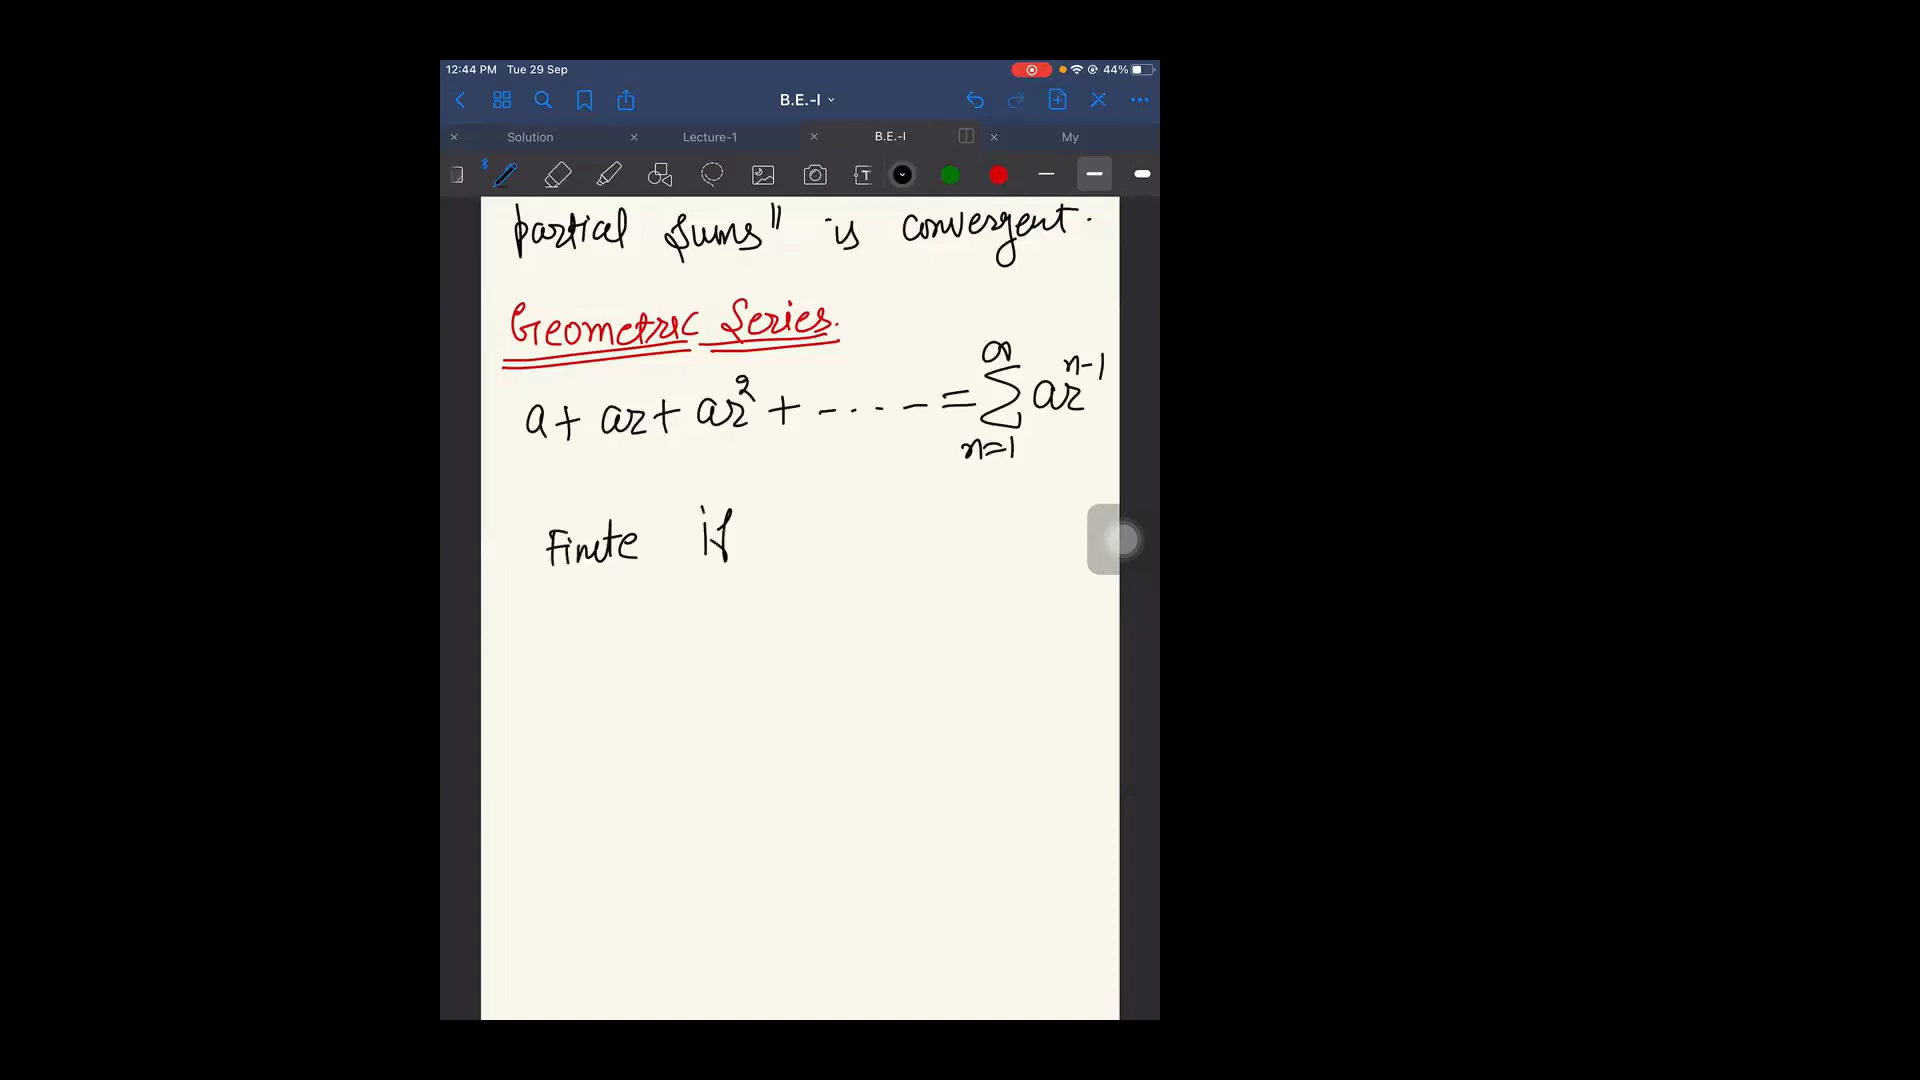 12:44 PM Tue 29 Sep 44%
B.E.-I
Solution Lecture-1 B.E.-I My
T
partial sums" is convergent.
Geometric Series.
a + ar + ar² + - . . . - = ∑_{n=1}^{∞} ar^{n-1}
Finite if